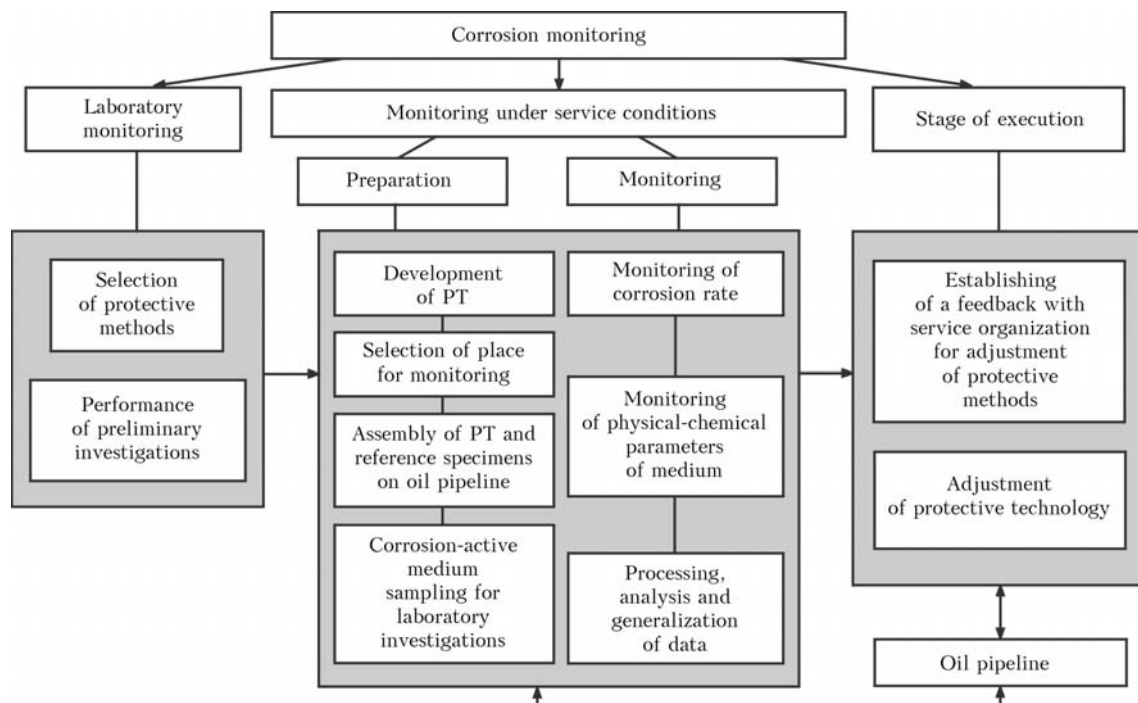 Corrosion monitoring
Laboratory
monitoring
Monitoring under service conditions
Stage of execution
Preparation
Monitoring
Selection
of protective
methods
Performance
of preliminary
investigations
Development
of PT
Selection of place
for monitoring
Assembly of PT and
reference specimens
on oil pipeline
Corrosion-active
medium
sampling for
laboratory
investigations
Monitoring of
corrosion rate
Monitoring
of physical-chemical
parameters
of medium
Processing,
analysis and
generalization
of data
Establishing
of a feedback with
service organization
for adjustment
of protective
methods
Adjustment
of protective technology
Oil pipeline